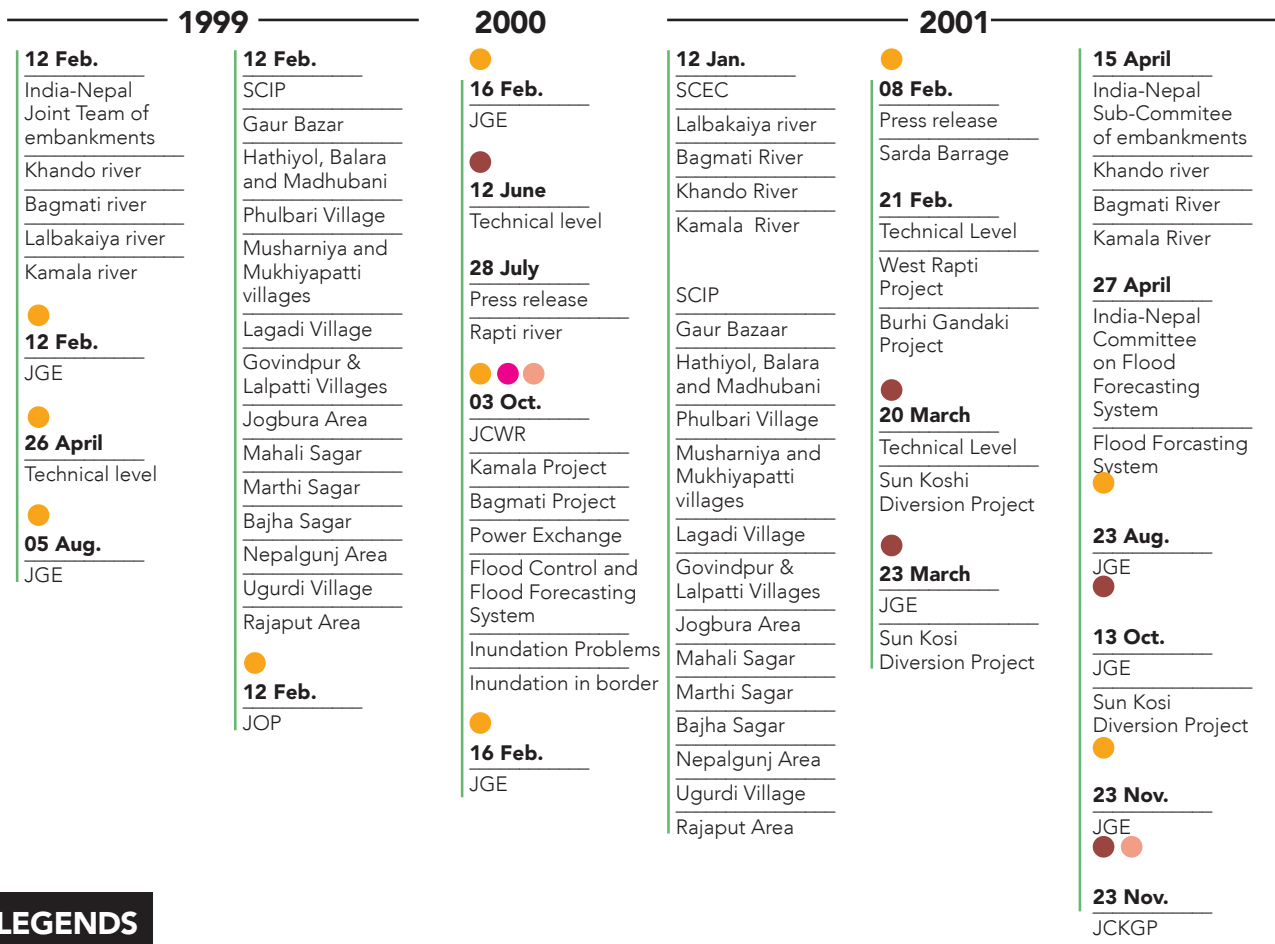 1999
12 Feb.
India-Nepal
Joint Team of
embankments
Khando river
Bagmati river
Lalbakaiya river
Kamala river
12 Feb.
JGE
26 April
Technical level
05 Aug.
JGE
12 Feb.
SCIP
Gaur Bazar
Hathiyol, Balara
and Madhubani
Phulbari Village
Musharniya and
Mukhiyapatti
villages
Lagadi Village
Govindpur &
Lalpatti Villages
Jogbura Area
Mahali Sagar
Marthi Sagar
Bajha Sagar
Nepalgunj Area
Ugurdi Village
Rajaput Area
12 Feb.
JOP
2000
16 Feb.
JGE
12 June
Technical level
28 July
Press release
Rapti river
03 Oct.
JCWR
Kamala Project
Bagmati Project
Power Exchange
Flood Control and
Flood Forecasting
System
Inundation Problems
Inundation in border
16 Feb.
JGE
2001
12 Jan.
SCEC
Lalbakaiya river
Bagmati River
Khando River
Kamala River
SCIP
Gaur Bazaar
Hathiyol, Balara
and Madhubani
Phulbari Village
Musharniya and
Mukhiyapatti
villages
Lagadi Village
Govindpur &
Lalpatti Villages
Jogbura Area
Mahali Sagar
Marthi Sagar
Bajha Sagar
Nepalgunj Area
Ugurdi Village
Rajaput Area
08 Feb.
Press release
Sarda Barrage
21 Feb.
Technical Level
West Rapti
Project
Burhi Gandaki
Project
20 March
Technical Level
Sun Koshi
Diversion Project
23 March
JGE
Sun Kosi
Diversion Project
15 April
India-Nepal
Sub-Commitee
of embankments
Khando river
Bagmati River
Kamala River
27 April
India-Nepal
Committee
on Flood
Forecasting
System
Flood Forcasting
System
23 Aug.
JGE
13 Oct.
JGE
Sun Kosi
Diversion Project
23 Nov.
JGE
23 Nov.
JCKGP
LEGENDS